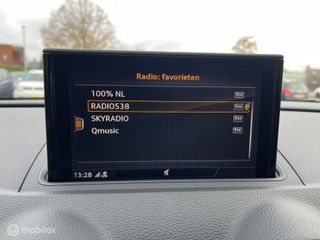 Radio: favorieten
100% NL
RADIO538
SKYRADIO
Qmusic
13:28
mobilox